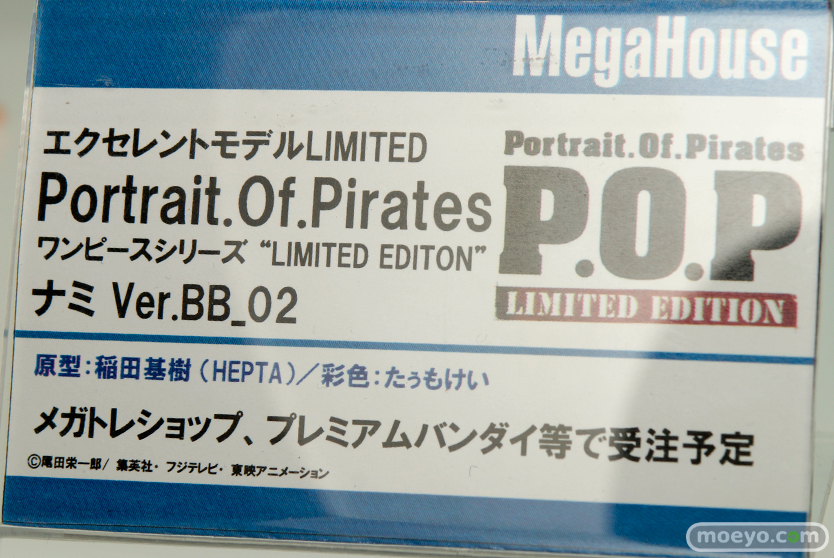 MegaHouse
エクセレントモデルLIMITED
Portrait.Of.Pirates
ワンピースシリーズ “LIMITED EDITON”
ナミ Ver.BB_02
Portrait.Of.Pirates
P.O.P
LIMITED EDITION
原型:稲田基樹(HEPTA)/彩色:たぅもけい
メガトレショップ、プレミアムバンダイ等で受注予定
©尾田栄一郎/ 集英社・フジテレビ・東映アニメーション
moeyo.com